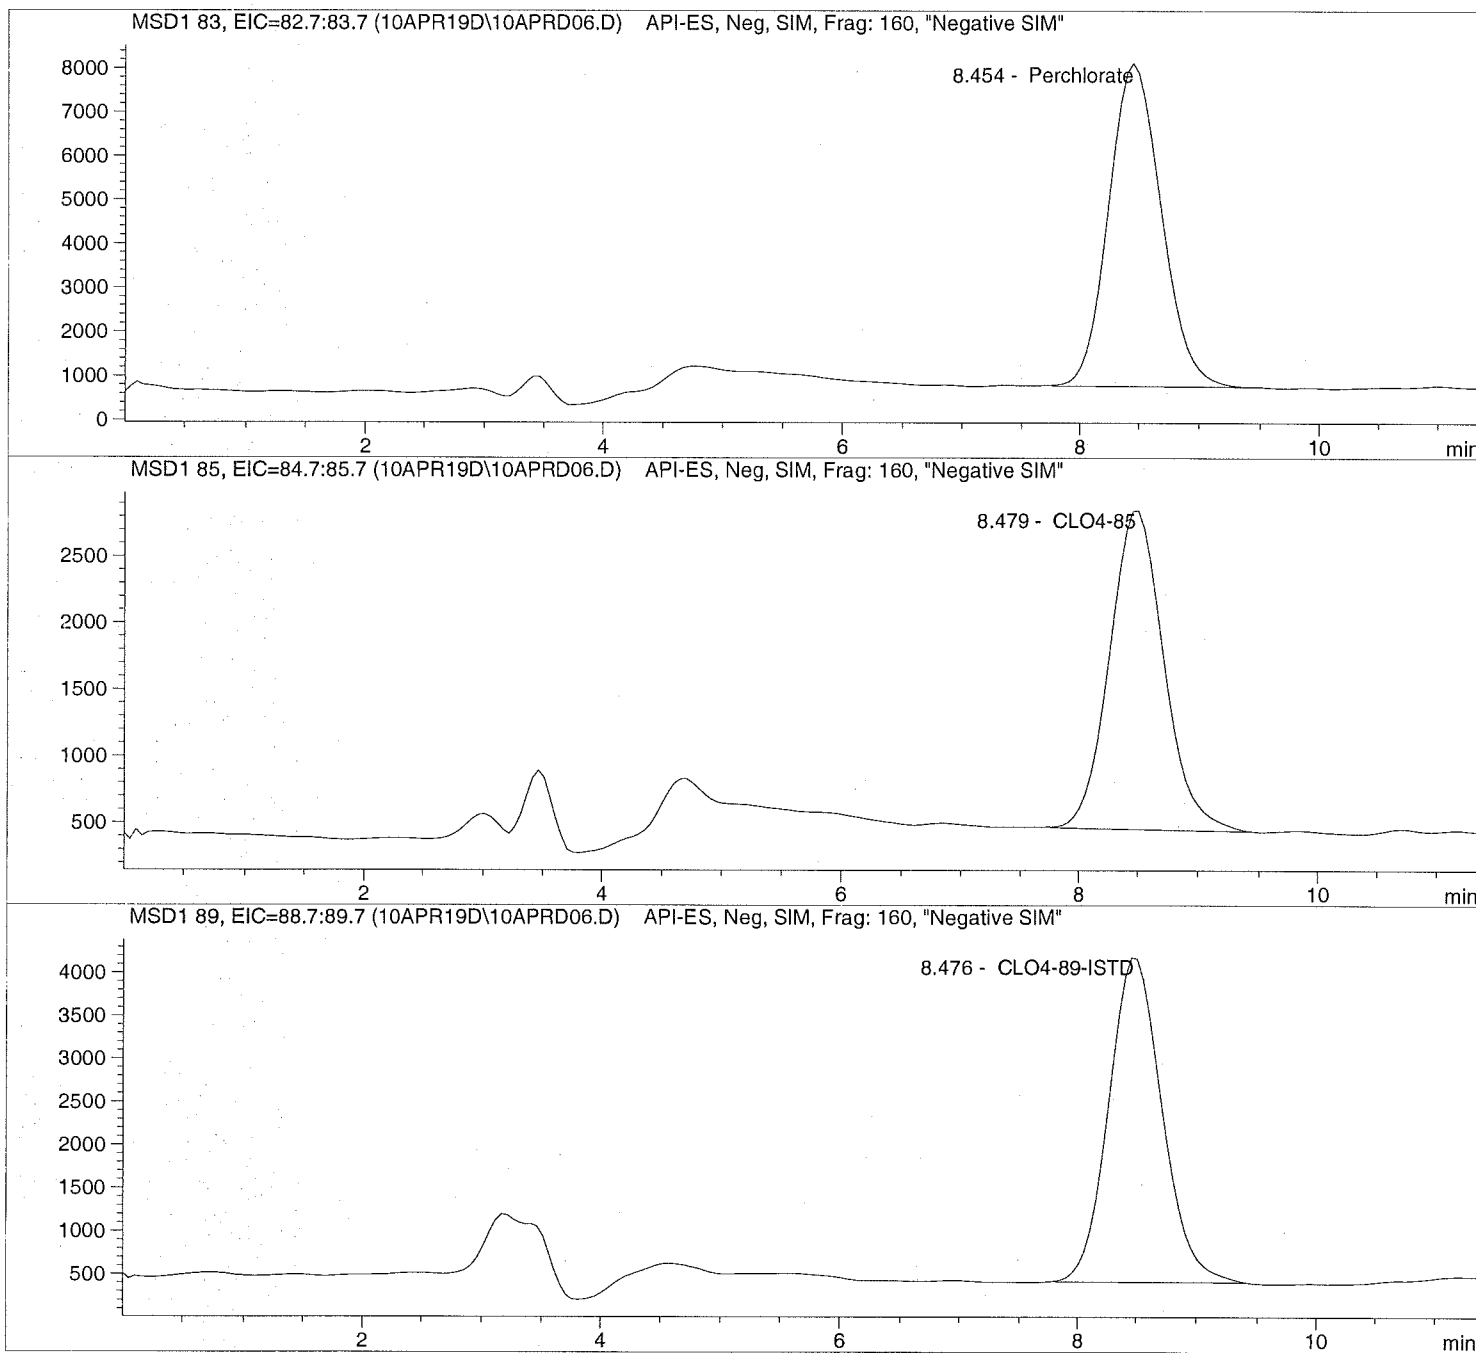 MSD1 83, EIC=82.7:83.7 (10APR19D\10APRD06.D) API-ES, Neg, SIM, Frag: 160, "Negative SIM"
8.454 - Perchlorate
8000
7000
6000
5000
4000
3000
2000
1000
0
2 4 6 8 10 min
MSD1 85, EIC=84.7:85.7 (10APR19D\10APRD06.D) API-ES, Neg, SIM, Frag: 160, "Negative SIM"
8.479 - CLO4-85
2500
2000
1500
1000
500
2 4 6 8 10 min
MSD1 89, EIC=88.7:89.7 (10APR19D\10APRD06.D) API-ES, Neg, SIM, Frag: 160, "Negative SIM"
8.476 - CLO4-89-ISTD
4000
3500
3000
2500
2000
1500
1000
500
2 4 6 8 10 min